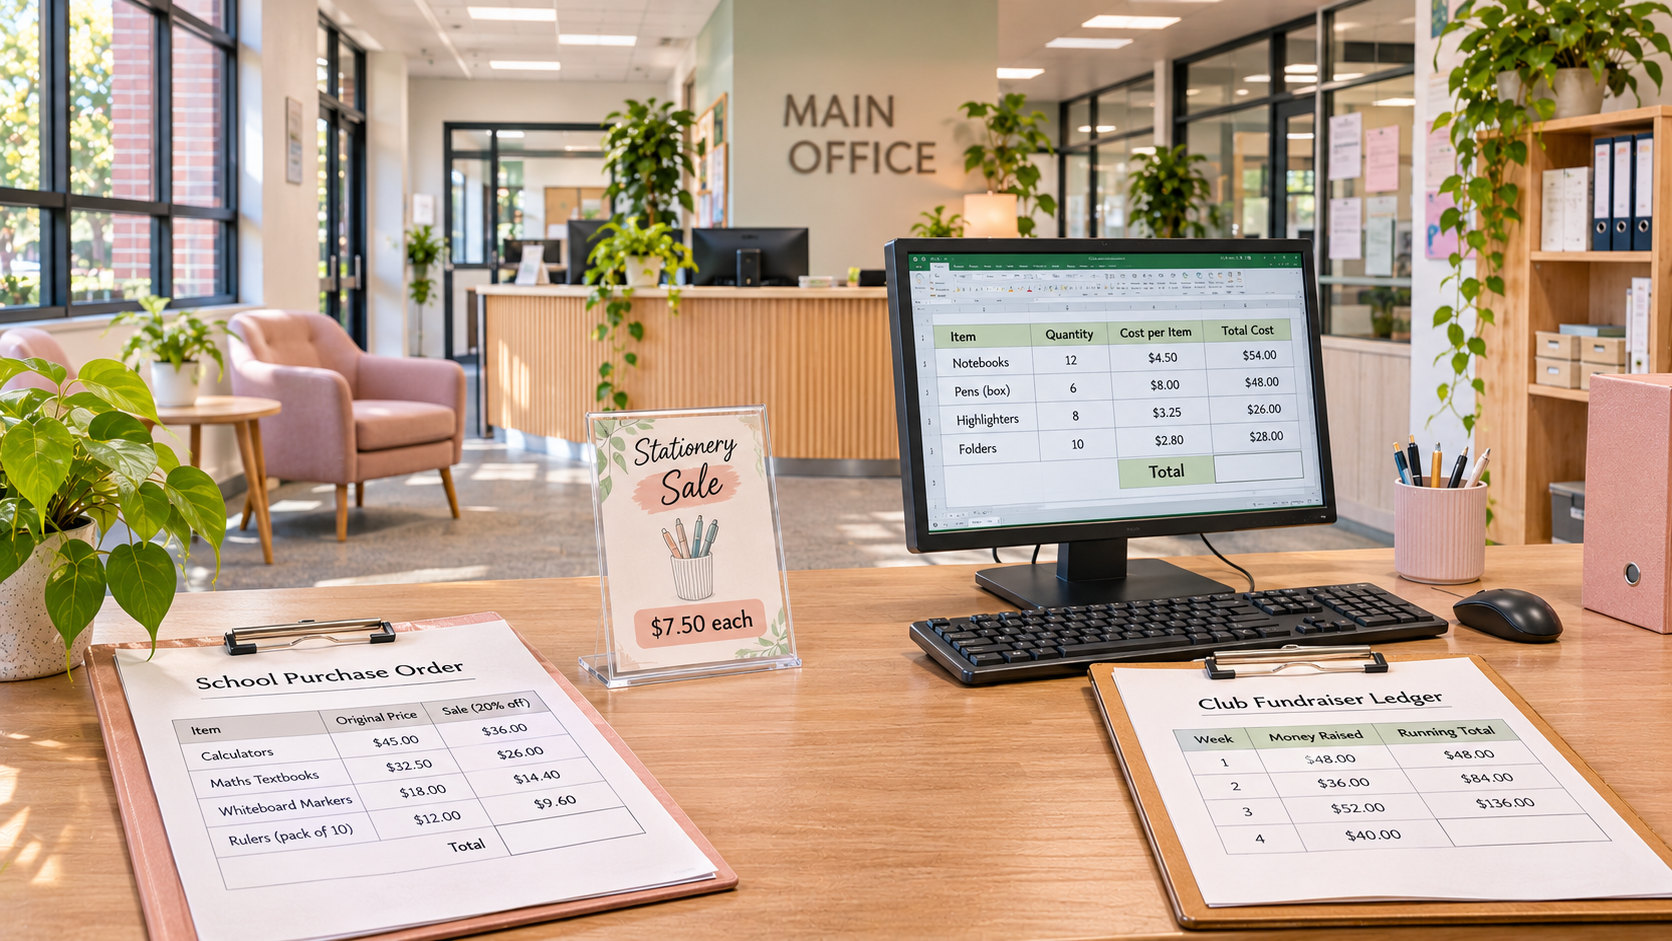 MAIN
OFFICE
Item Quantity Cost per Item Total Cost
Notebooks 12 $4.50 $54.00
Pens (box) 6 $8.00 $48.00
Highlighters 8 $3.25 $26.00
Folders 10 $2.80 $28.00
Total
Stationery
Sale
$7.50 each
School Purchase Order
Item Original Price Sale (20% off)
Calculators $45.00 $36.00
Maths Textbooks $32.50 $26.00
Whiteboard Markers $18.00 $14.40
Rulers (pack of 10) $12.00 $9.60
Total
Club Fundraiser Ledger
Week Money Raised Running Total
1 $48.00 $48.00
2 $36.00 $84.00
3 $52.00 $136.00
4 $40.00